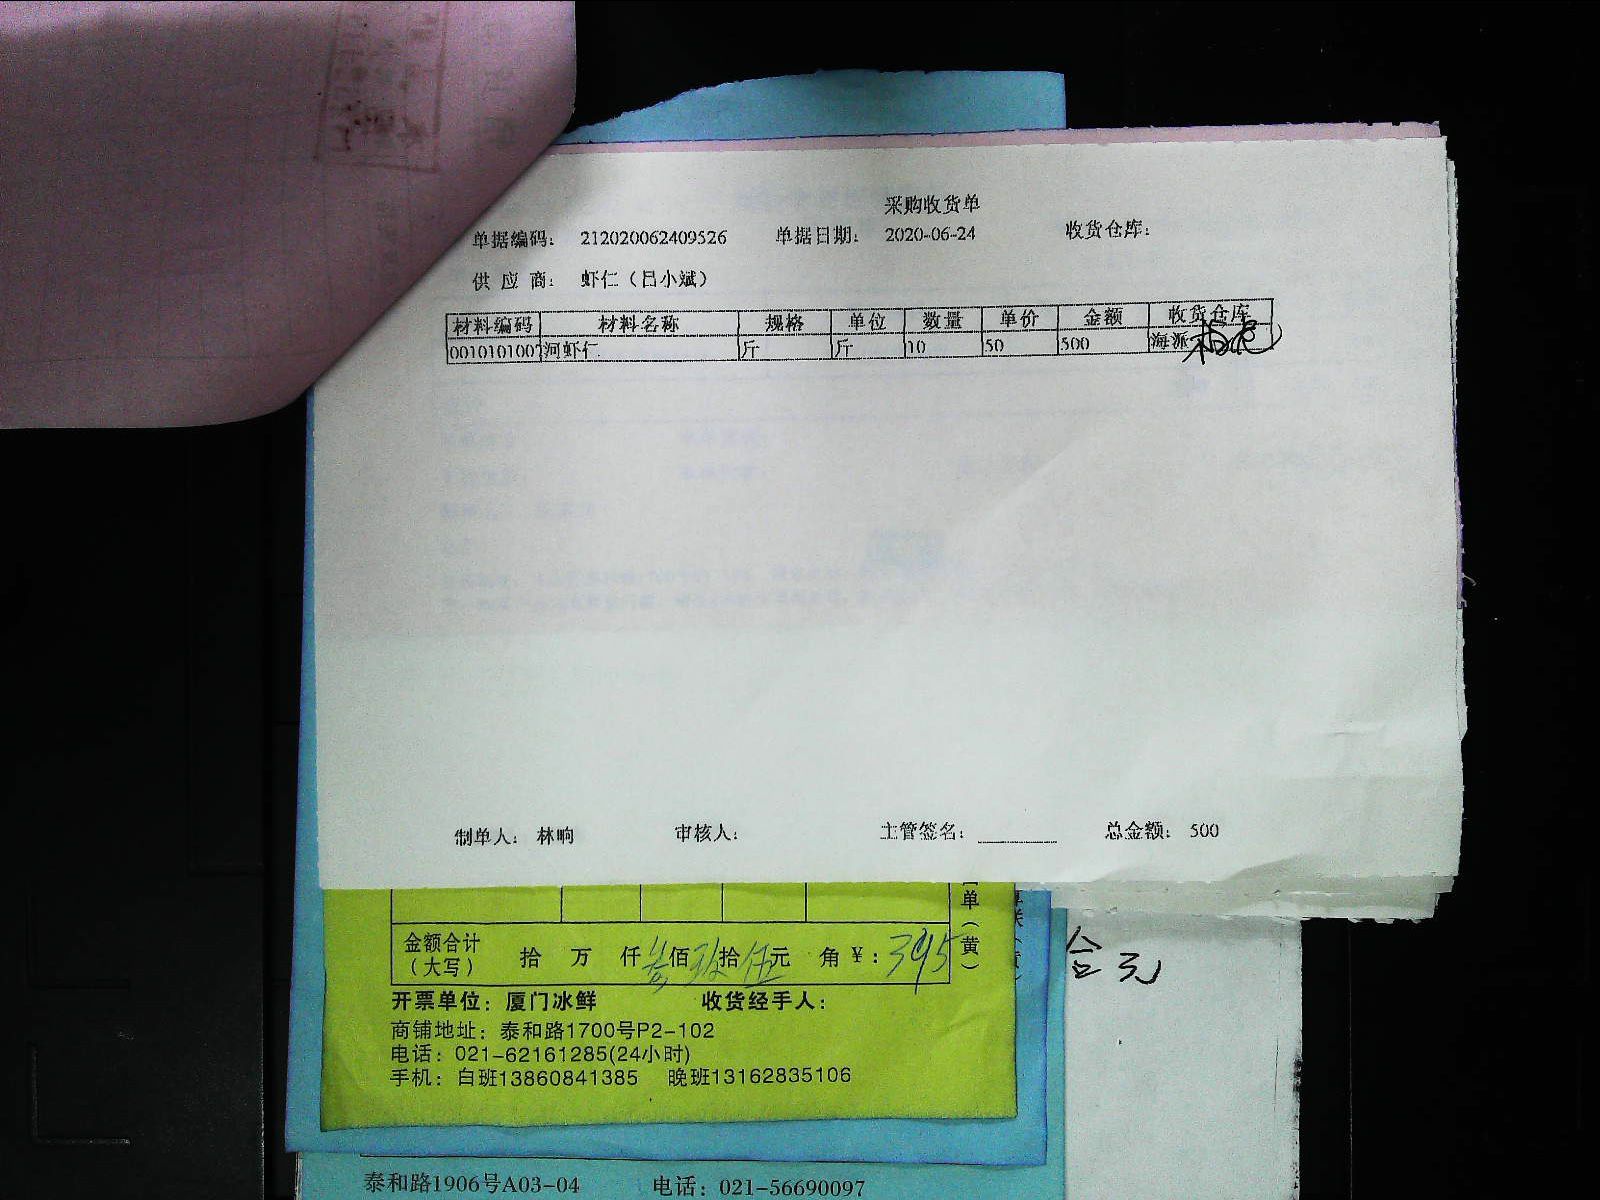 采购收货单
单据编码： 212020062409526 单据日期： 2020-06-24 收货仓库：
供 应 商： 虾仁（吕小斌）
材料编码 材料名称 规格 单位 数量 单价 金额 收货仓库
0010101007 河虾仁 斤 斤 10 50 500 海派
制单人： 林响 审核人： 主管签名： 总金额： 500
单（黄）
金额合计（大写） 拾 万 仟 叁佰 玖拾 伍元 角 ¥：395
合 元
开票单位：厦门冰鲜 收货经手人：
商铺地址：泰和路1700号P2-102
电话：021-62161285(24小时)
手机：白班13860841385 晚班13162835106
泰和路1906号A03-04 电话：021-56690097